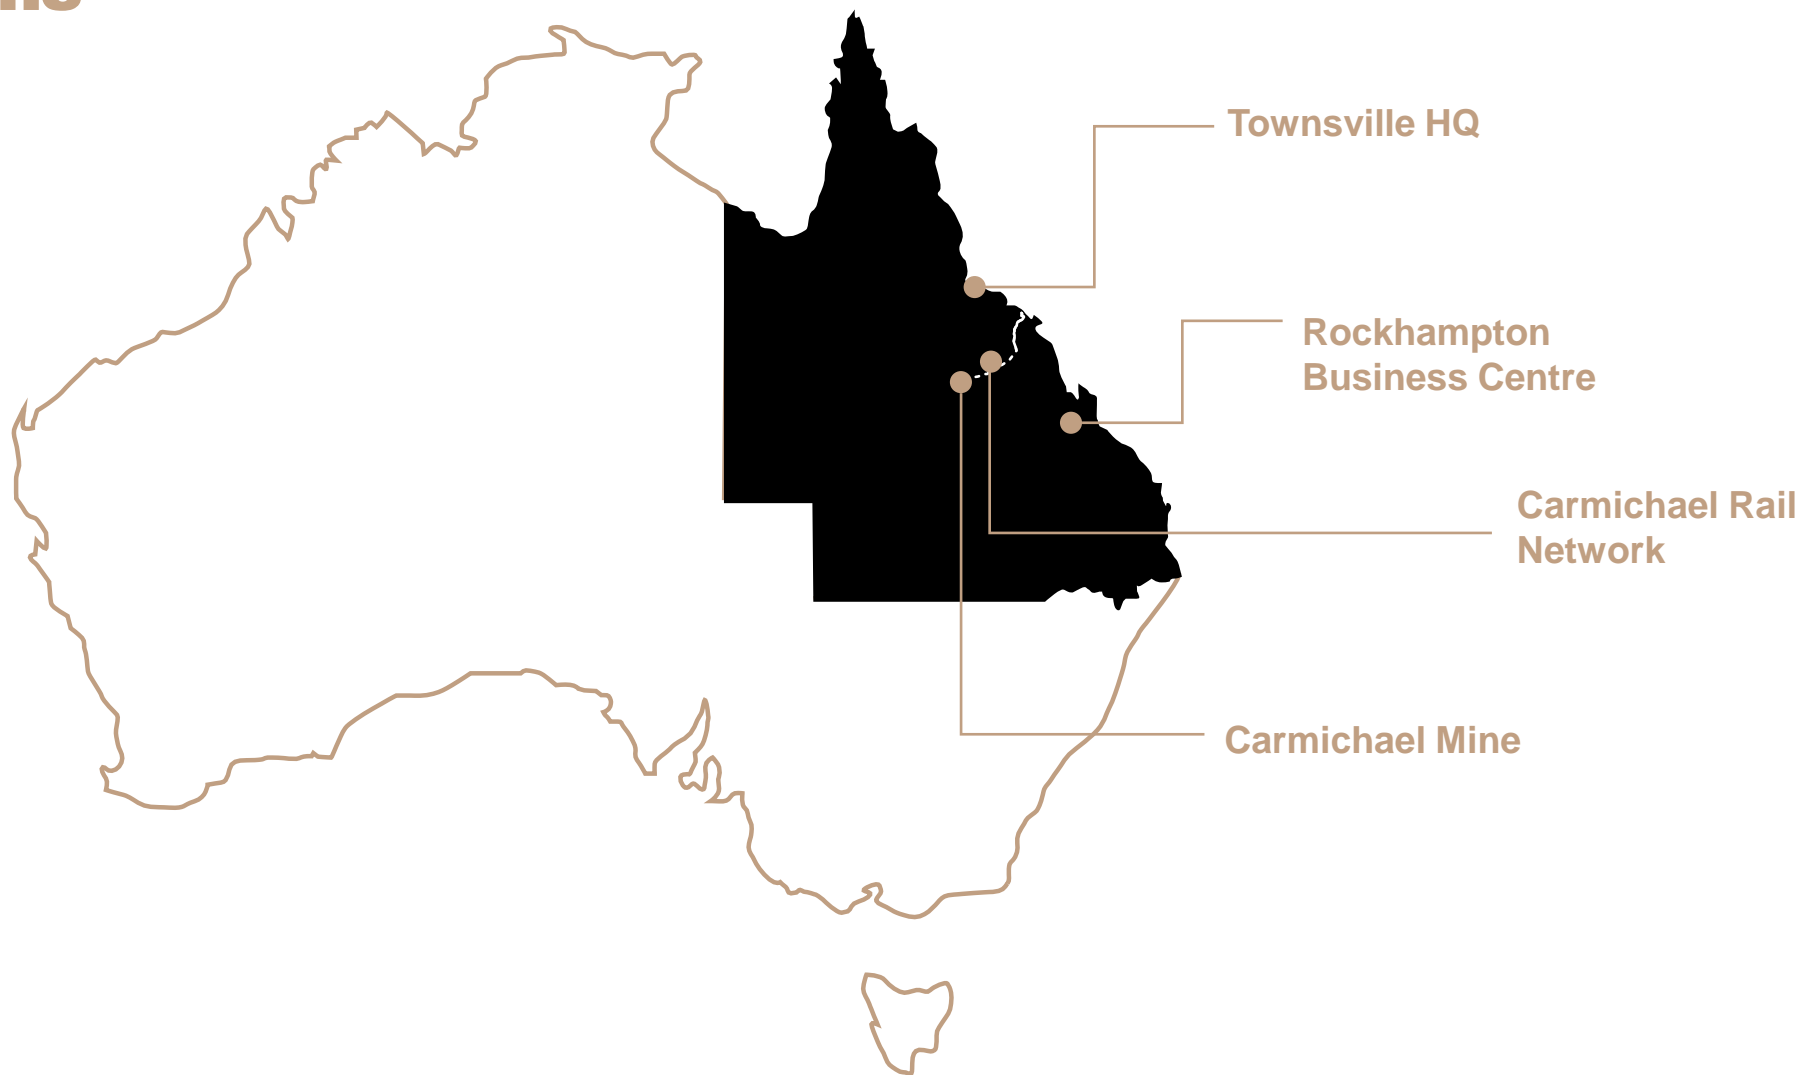 Townsville HQ
Rockhampton
Business Centre
Carmichael Rail
Network
Carmichael Mine